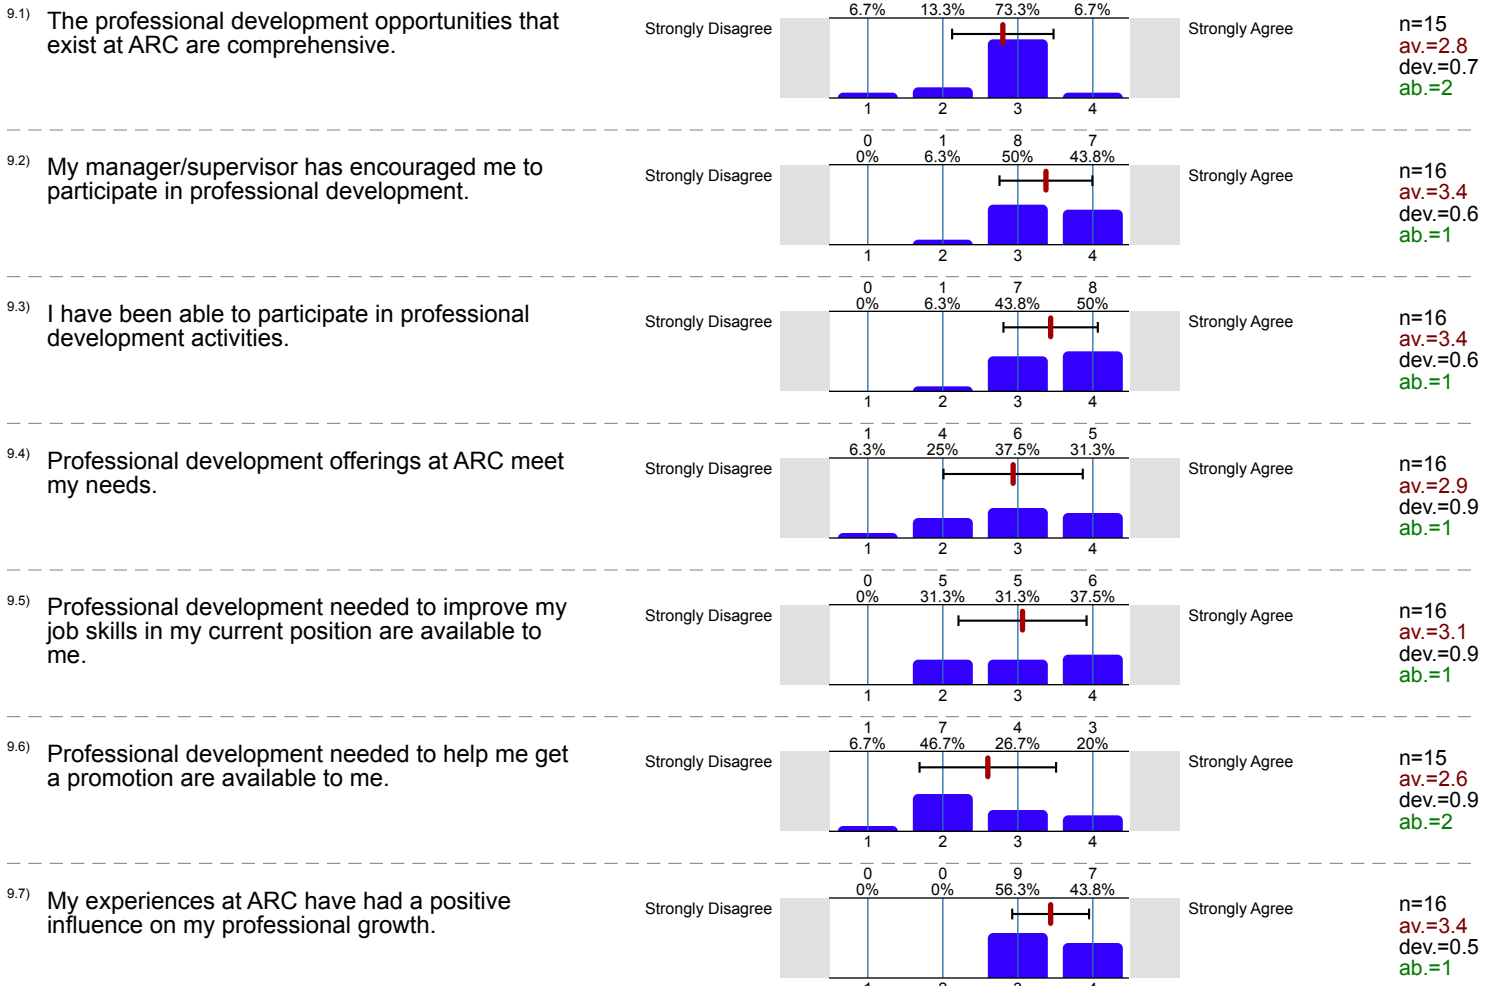 9.1) The professional development opportunities that
exist at ARC are comprehensive.
Strongly Disagree
6.7% 13.3% 73.3% 6.7%
1 2 3 4
Strongly Agree
n=15
av.=2.8
dev.=0.7
ab.=2
9.2) My manager/supervisor has encouraged me to
participate in professional development.
Strongly Disagree
0 1 8 7
0% 6.3% 50% 43.8%
1 2 3 4
Strongly Agree
n=16
av.=3.4
dev.=0.6
ab.=1
9.3) I have been able to participate in professional
development activities.
Strongly Disagree
0 1 7 8
0% 6.3% 43.8% 50%
1 2 3 4
Strongly Agree
n=16
av.=3.4
dev.=0.6
ab.=1
9.4) Professional development offerings at ARC meet
my needs.
Strongly Disagree
1 4 6 5
6.3% 25% 37.5% 31.3%
1 2 3 4
Strongly Agree
n=16
av.=2.9
dev.=0.9
ab.=1
9.5) Professional development needed to improve my
job skills in my current position are available to
me.
Strongly Disagree
0 5 5 6
0% 31.3% 31.3% 37.5%
1 2 3 4
Strongly Agree
n=16
av.=3.1
dev.=0.9
ab.=1
9.6) Professional development needed to help me get
a promotion are available to me.
Strongly Disagree
1 7 4 3
6.7% 46.7% 26.7% 20%
1 2 3 4
Strongly Agree
n=15
av.=2.6
dev.=0.9
ab.=2
9.7) My experiences at ARC have had a positive
influence on my professional growth.
Strongly Disagree
0 0 9 7
0% 0% 56.3% 43.8%
Strongly Agree
n=16
av.=3.4
dev.=0.5
ab.=1